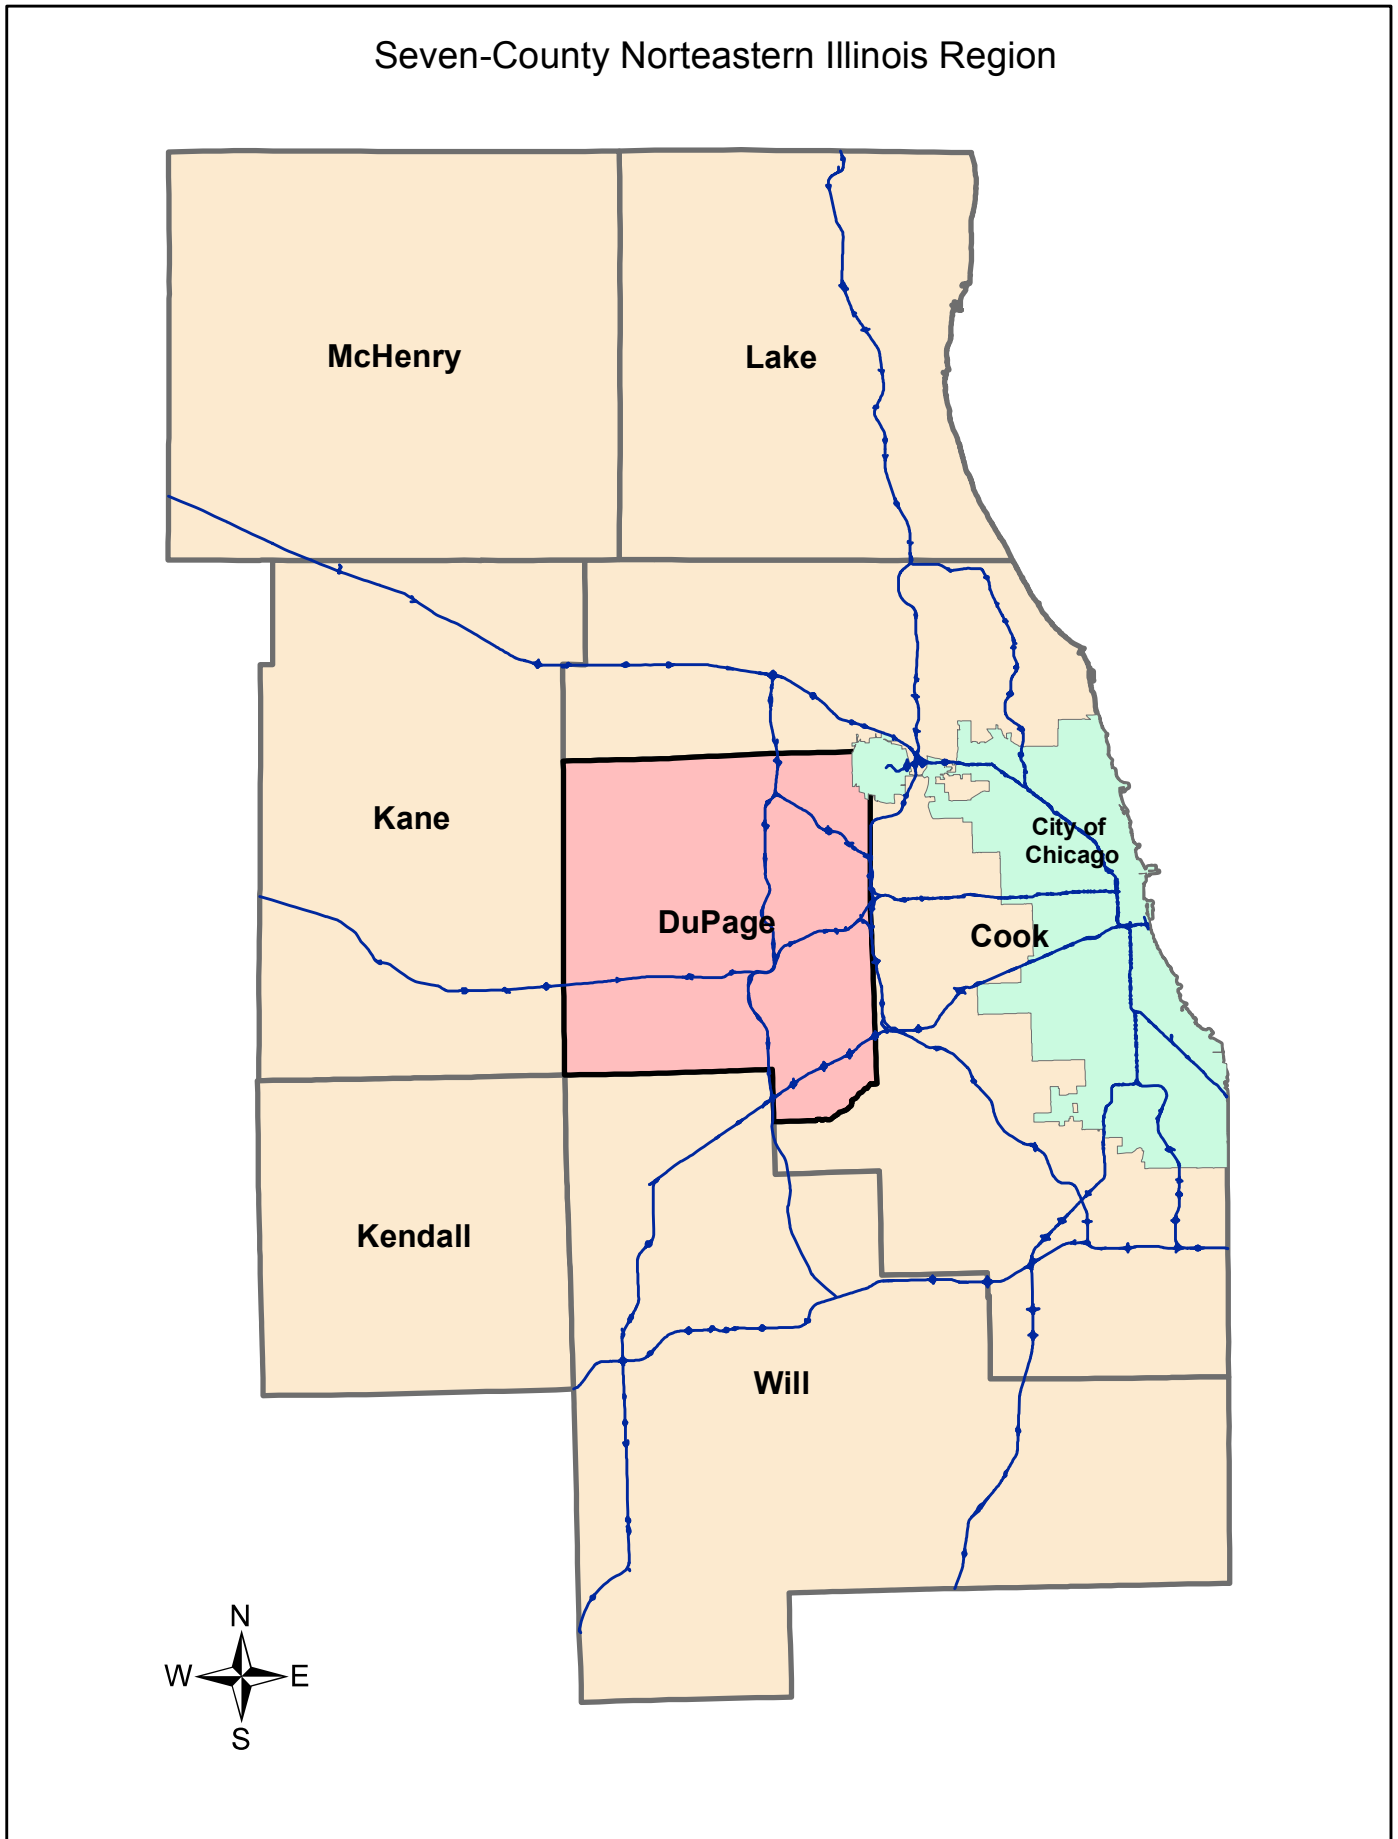 Seven-County Norteastern Illinois Region
McHenry
Lake
Kane
City of
Chicago
DuPage
Cook
Kendall
Will
N
W
E
S